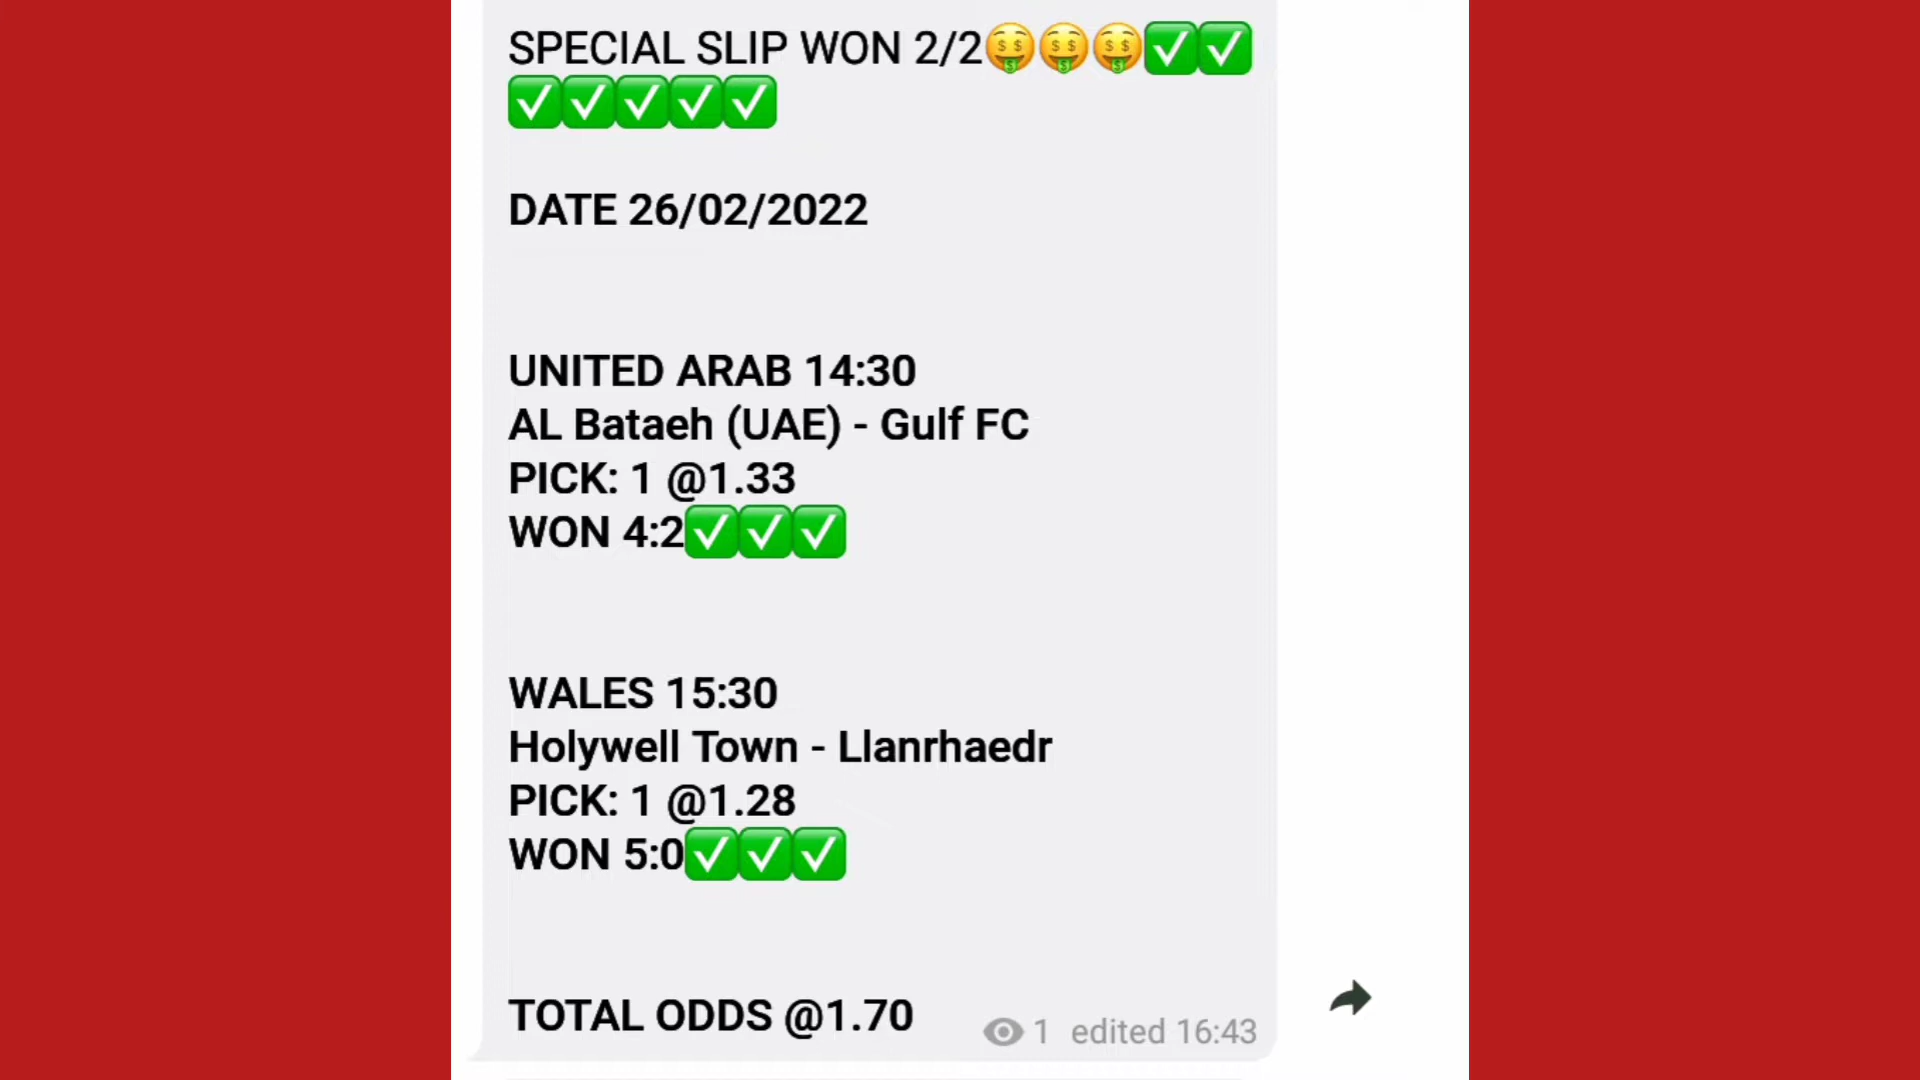 SPECIAL SLIP WON 2/2🤑🤑🤑✅✅
✅✅✅✅✅
DATE 26/02/2022
UNITED ARAB 14:30
AL Bataeh (UAE) - Gulf FC
PICK: 1 @1.33
WON 4:2✅✅✅
WALES 15:30
Holywell Town - Llanrhaedr
PICK: 1 @1.28
WON 5:0✅✅✅
TOTAL ODDS @1.70
1 edited 16:43